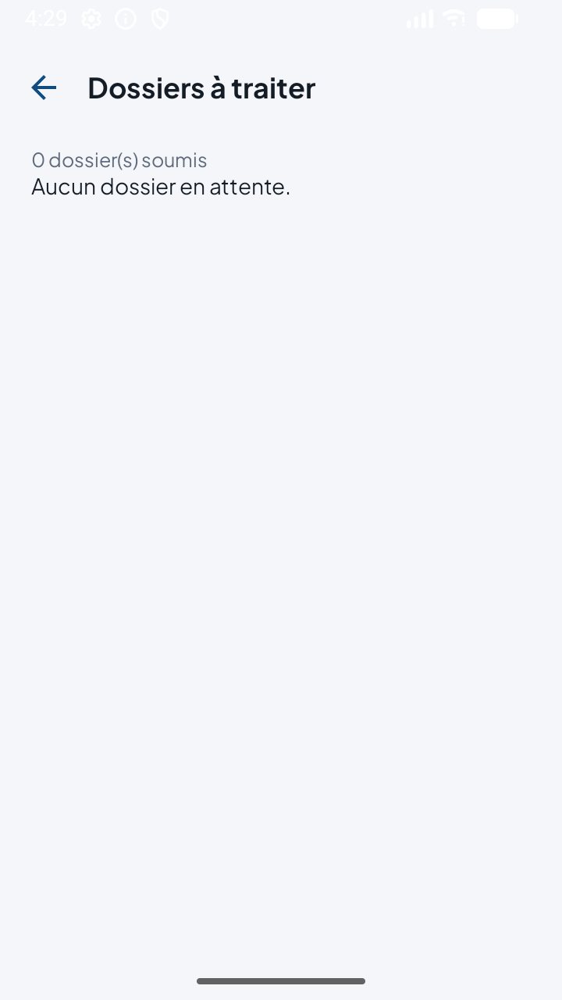 4:29
Dossiers à traiter
0 dossier(s) soumis
Aucun dossier en attente.